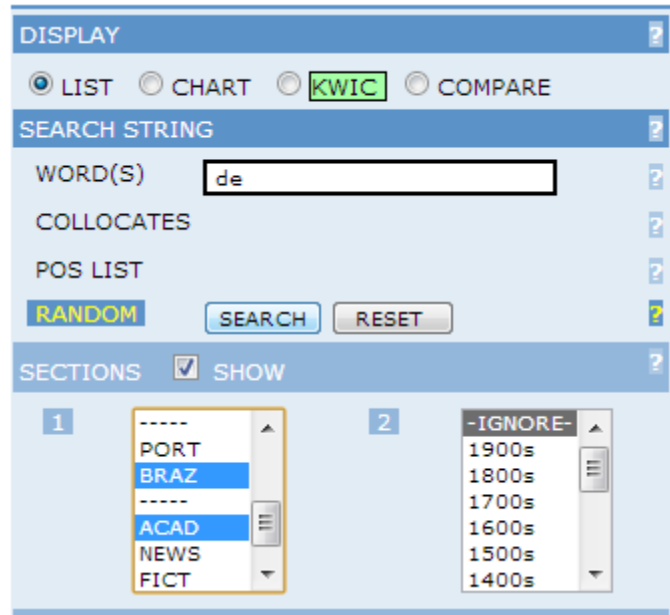 DISPLAY ?
LIST CHART KWIC COMPARE
SEARCH STRING ?
WORD(S) de ?
COLLOCATES ?
POS LIST ?
RANDOM SEARCH RESET ?
SECTIONS SHOW ?
1
-----
PORT
BRAZ
-----
ACAD
NEWS
FICT
2
-IGNORE-
1900s
1800s
1700s
1600s
1500s
1400s